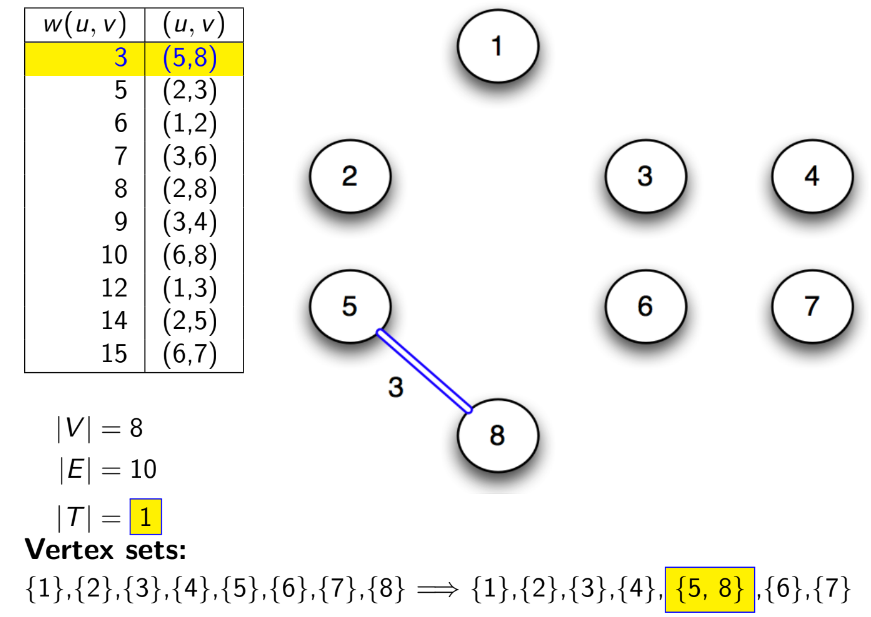 w(u, v) (u, v)
3 (5,8)
5 (2,3)
6 (1,2)
7 (3,6)
8 (2,8)
9 (3,4)
10 (6,8)
12 (1,3)
14 (2,5)
15 (6,7)
1
2 3 4
5 6 7
3
8
|V| = 8
|E| = 10
|T| = 1
Vertex sets:
{1},{2},{3},{4},{5},{6},{7},{8} ⟹ {1},{2},{3},{4}, {5, 8} ,{6},{7}